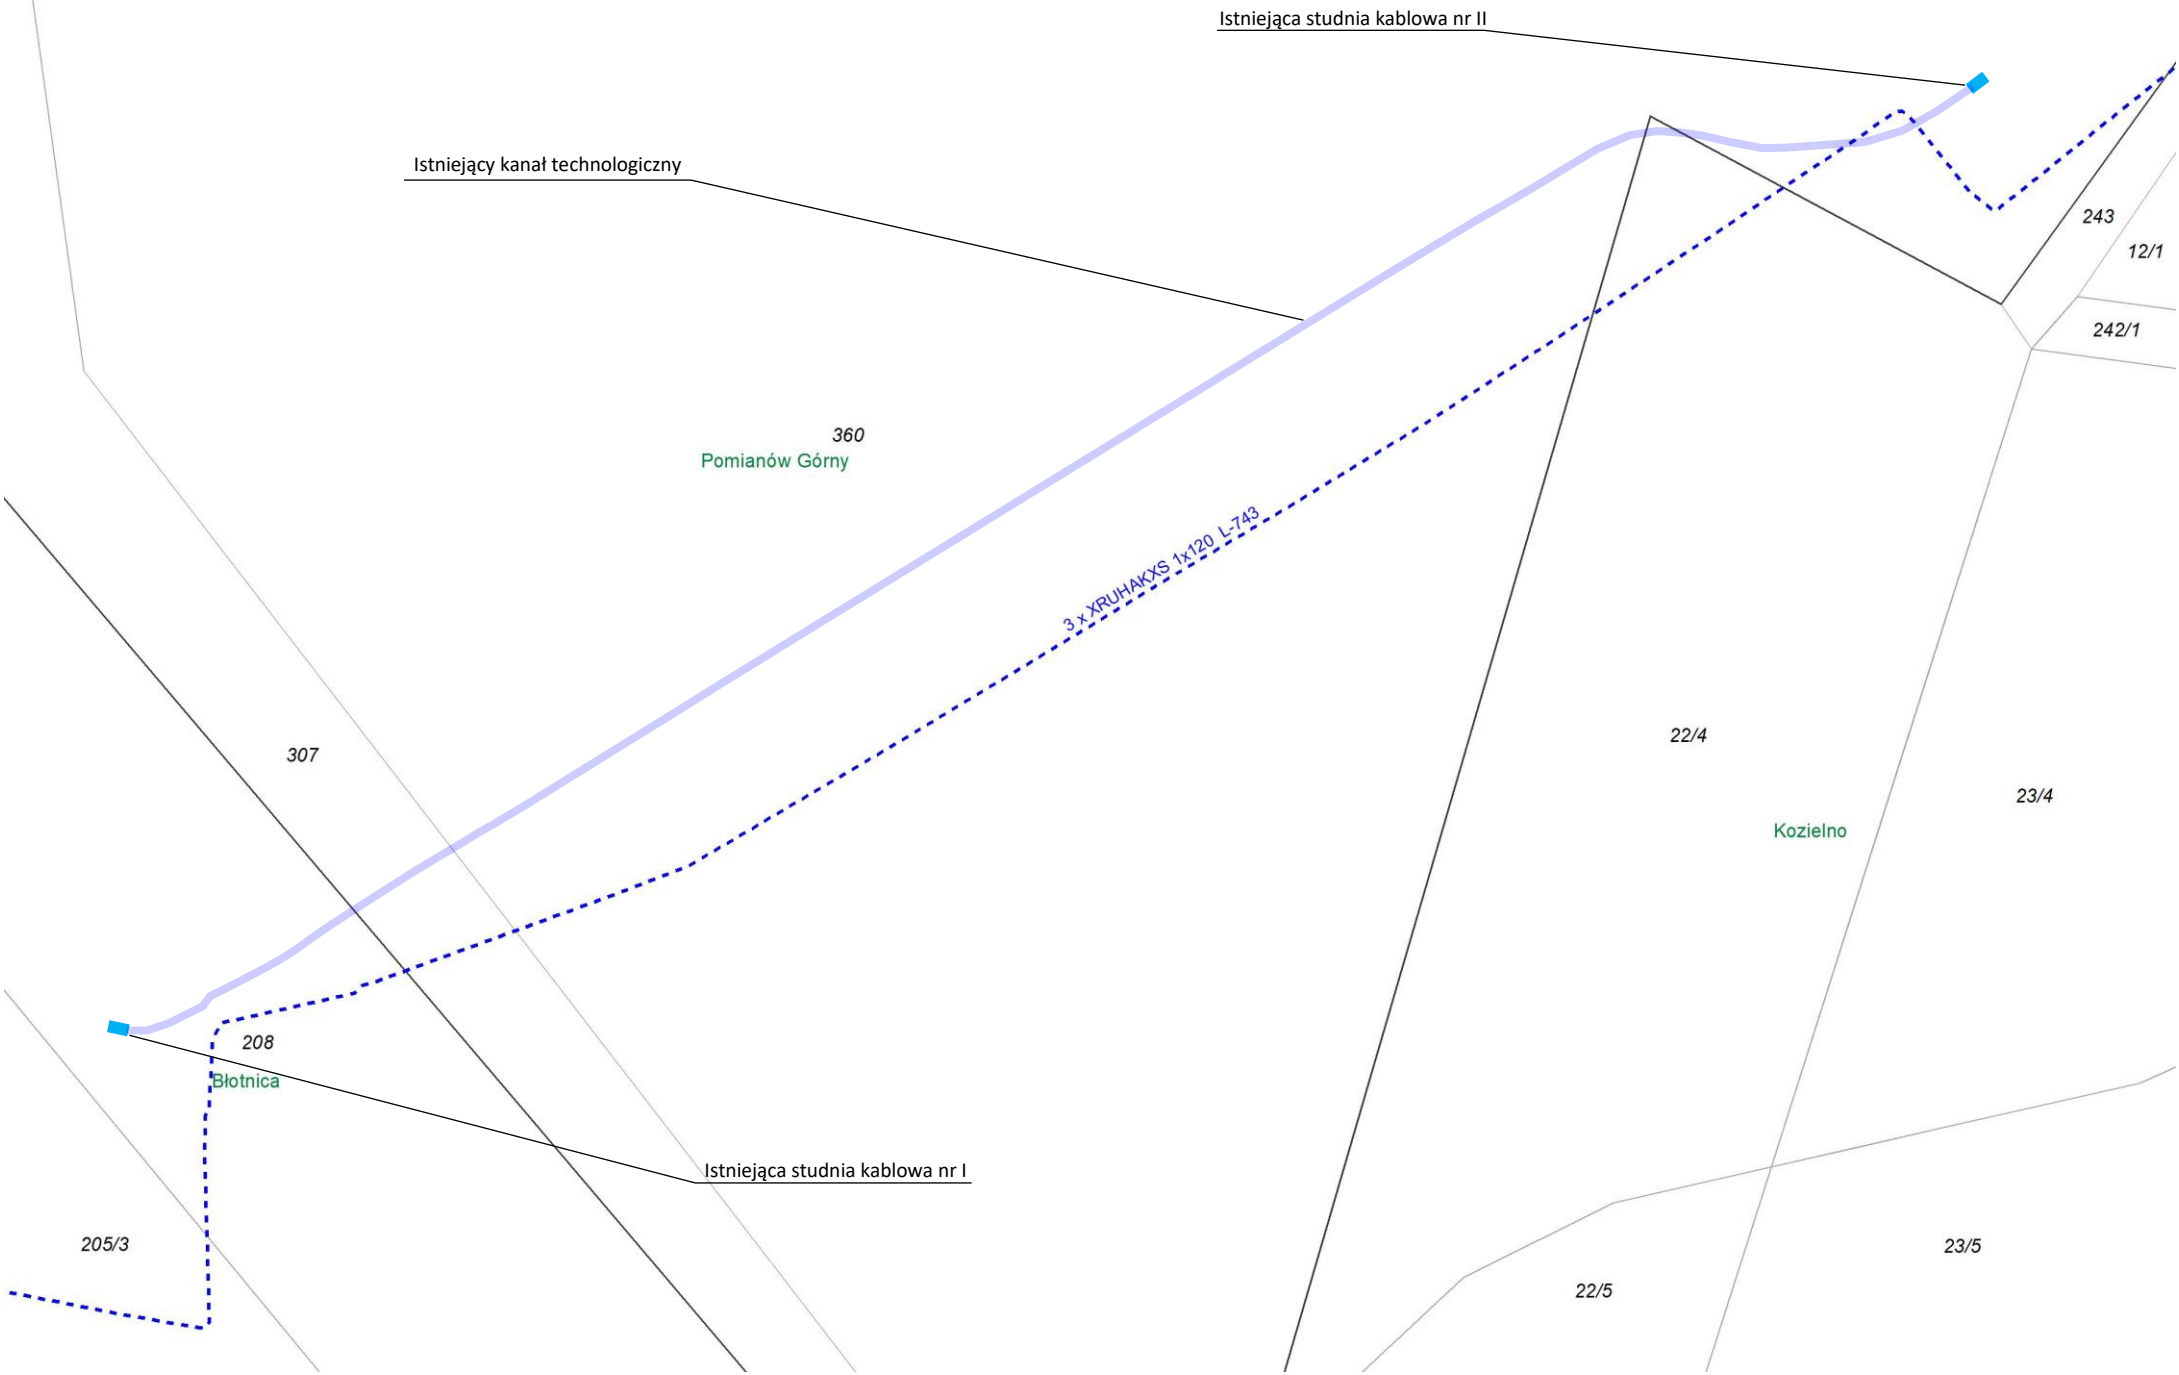 Istniejąca studnia kablowa nr II
Istniejący kanał technologiczny
243
12/1
242/1
360
Pomianów Górny
3 x XRUHAKXS 1x120 L-743
307
22/4
23/4
Kozielno
208
Błotnica
Istniejąca studnia kablowa nr I
205/3
23/5
22/5